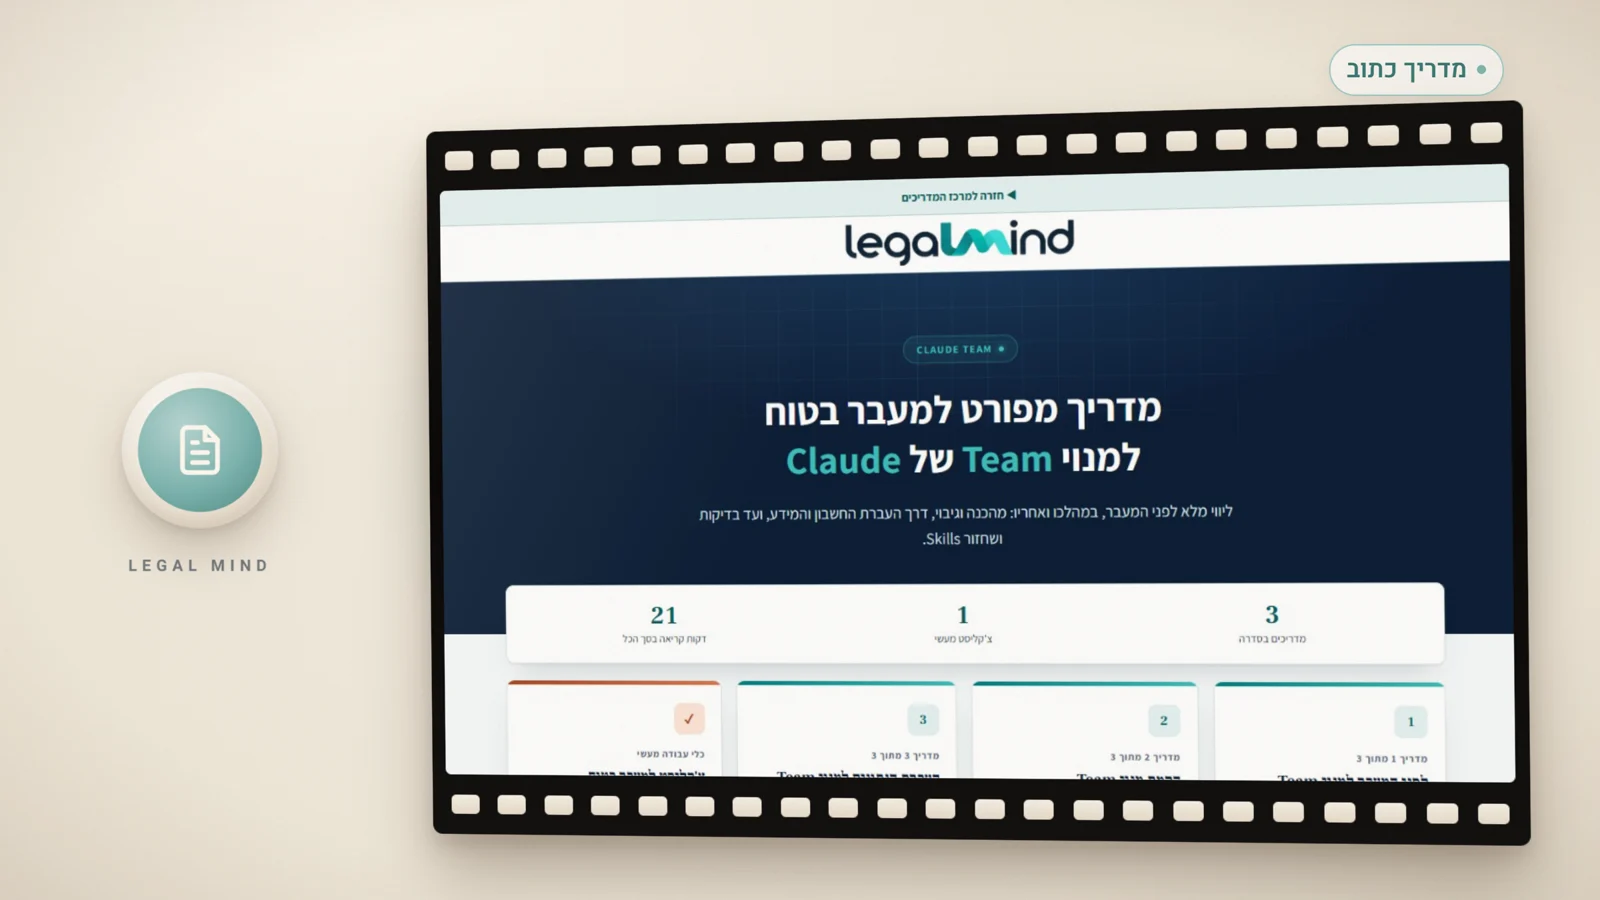 מדריך כתוב
חזרה למרכז המדריכים
legalmind
CLAUDE TEAM
מדריך מפורט למעבר בטוח
למנוי Team של Claude
ליווי מלא לפני המעבר, במהלכו ואחריו: מהכנה וגיבוי, דרך העברת החשבון והמידע, ועד בדיקות
ושחזור Skills.
3
מדריכים בסדרה
1
צ'קליסט מעשי
21
דקות קריאה בסך הכל
1
מדריך 1 מתוך 3
2
מדריך 2 מתוך 3
3
מדריך 3 מתוך 3
כלי עבודה מעשי
LEGAL MIND